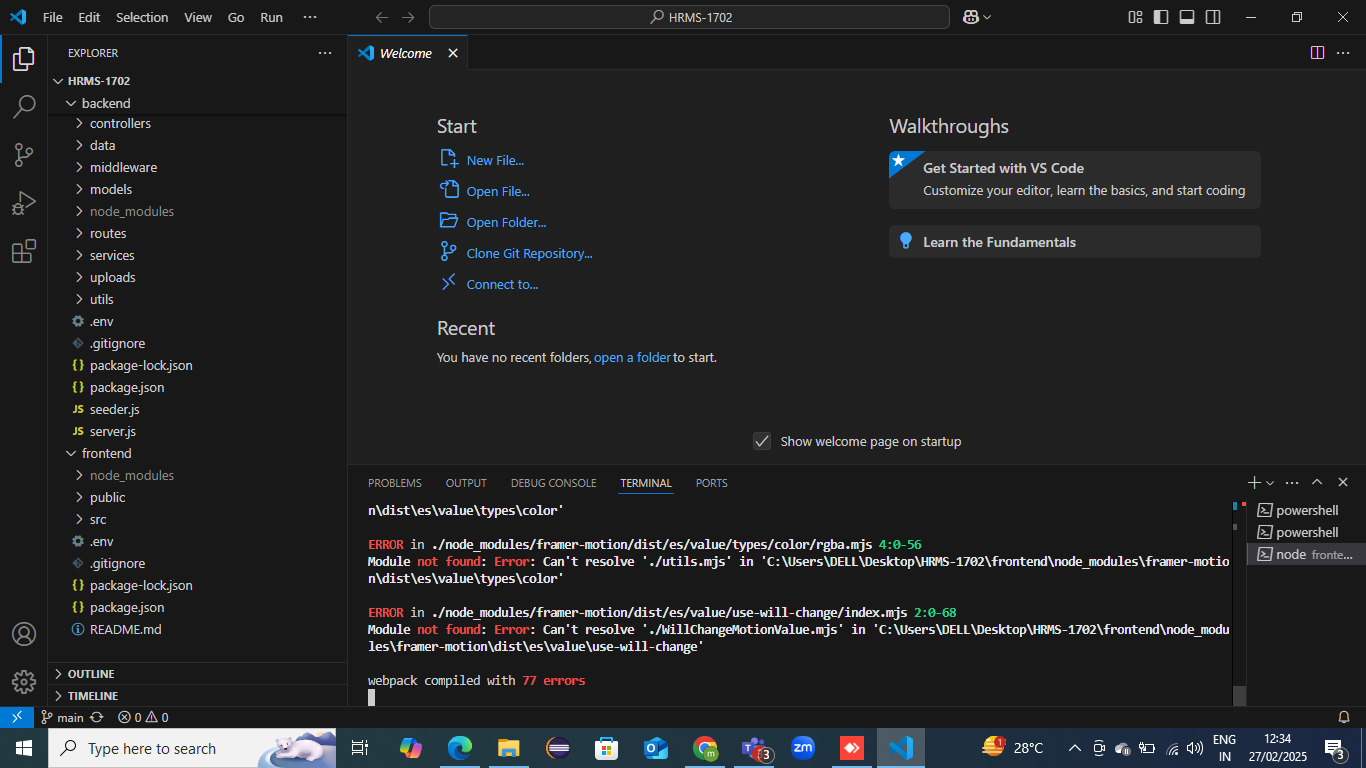 File Edit Selection View Go Run ···
HRMS-1702
EXPLORER
HRMS-1702
backend
controllers
data
middleware
models
node_modules
routes
services
uploads
utils
.env
.gitignore
package-lock.json
package.json
JS seeder.js
JS server.js
frontend
node_modules
public
src
.env
.gitignore
package-lock.json
package.json
README.md
OUTLINE
TIMELINE
Welcome
Start
New File...
Open File...
Open Folder...
Clone Git Repository...
Connect to...
Recent
You have no recent folders, open a folder to start.
Walkthroughs
Get Started with VS Code
Customize your editor, learn the basics, and start coding
Learn the Fundamentals
Show welcome page on startup
PROBLEMS OUTPUT DEBUG CONSOLE TERMINAL PORTS
n\dist\es\value\types\color'
ERROR in ./node_modules/framer-motion/dist/es/value/types/color/rgba.mjs 4:0-56
Module not found: Error: Can't resolve './utils.mjs' in 'C:\Users\DELL\Desktop\HRMS-1702\frontend\node_modules\framer-motio
n\dist\es\value\types\color'
ERROR in ./node_modules/framer-motion/dist/es/value/use-will-change/index.mjs 2:0-68
Module not found: Error: Can't resolve './WillChangeMotionValue.mjs' in 'C:\Users\DELL\Desktop\HRMS-1702\frontend\node_modu
les\framer-motion\dist\es\value\use-will-change'
webpack compiled with 77 errors
powershell
powershell
node fronte...
main 0 0
Type here to search
1
m
3
zm
28°C
ENG
IN
12:34
27/02/2025
3